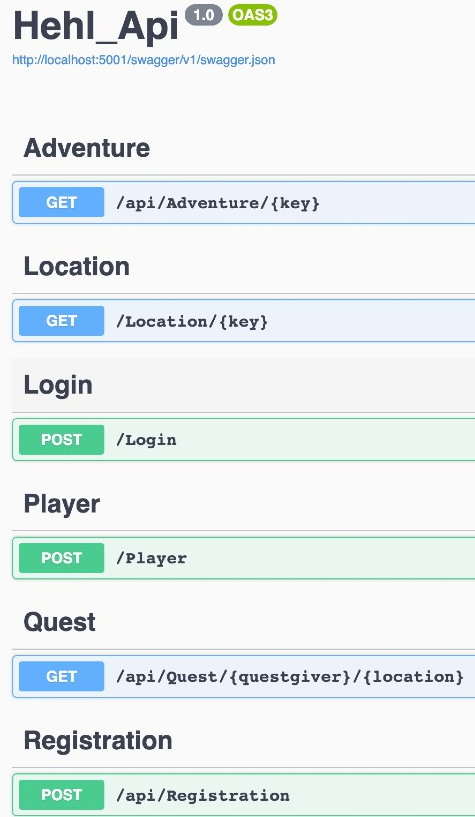 Hehl_Api 1.0 OAS3
http://localhost:5001/swagger/v1/swagger.json
Adventure
GET /api/Adventure/{key}
Location
GET /Location/{key}
Login
POST /Login
Player
POST /Player
Quest
GET /api/Quest/{questgiver}/{location}
Registration
POST /api/Registration